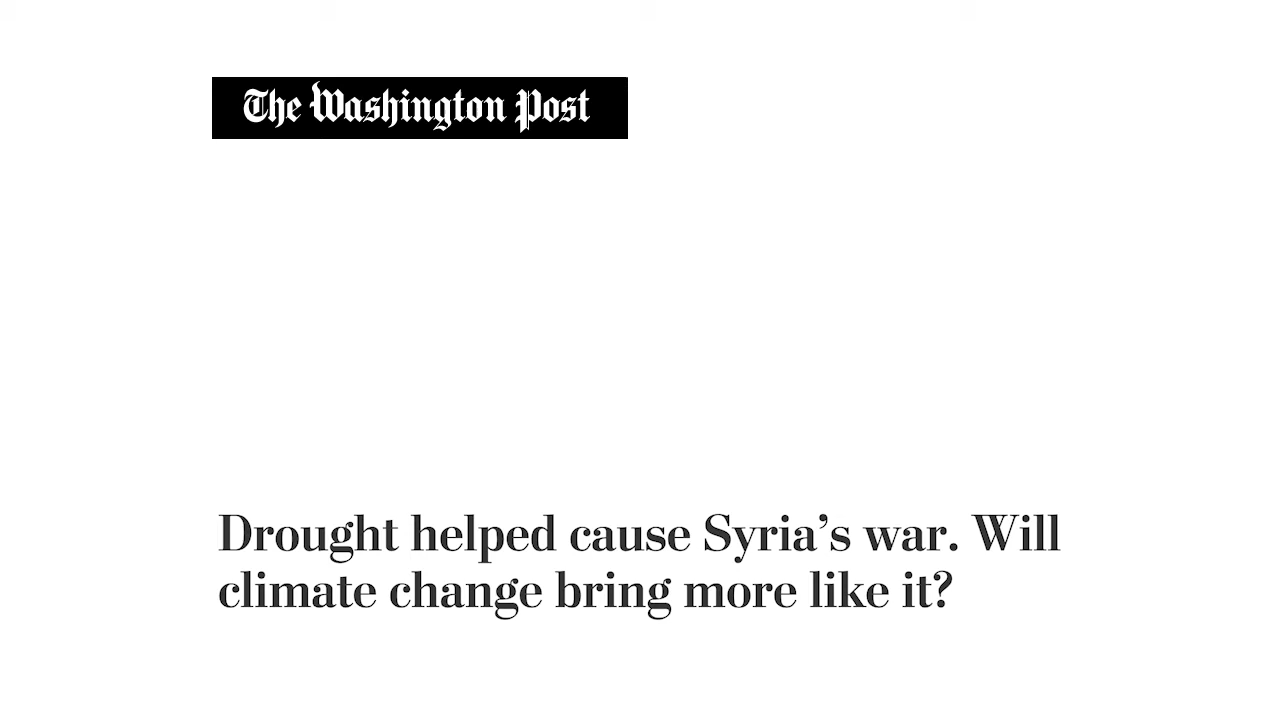 The Washington Post
Drought helped cause Syria’s war. Will
climate change bring more like it?